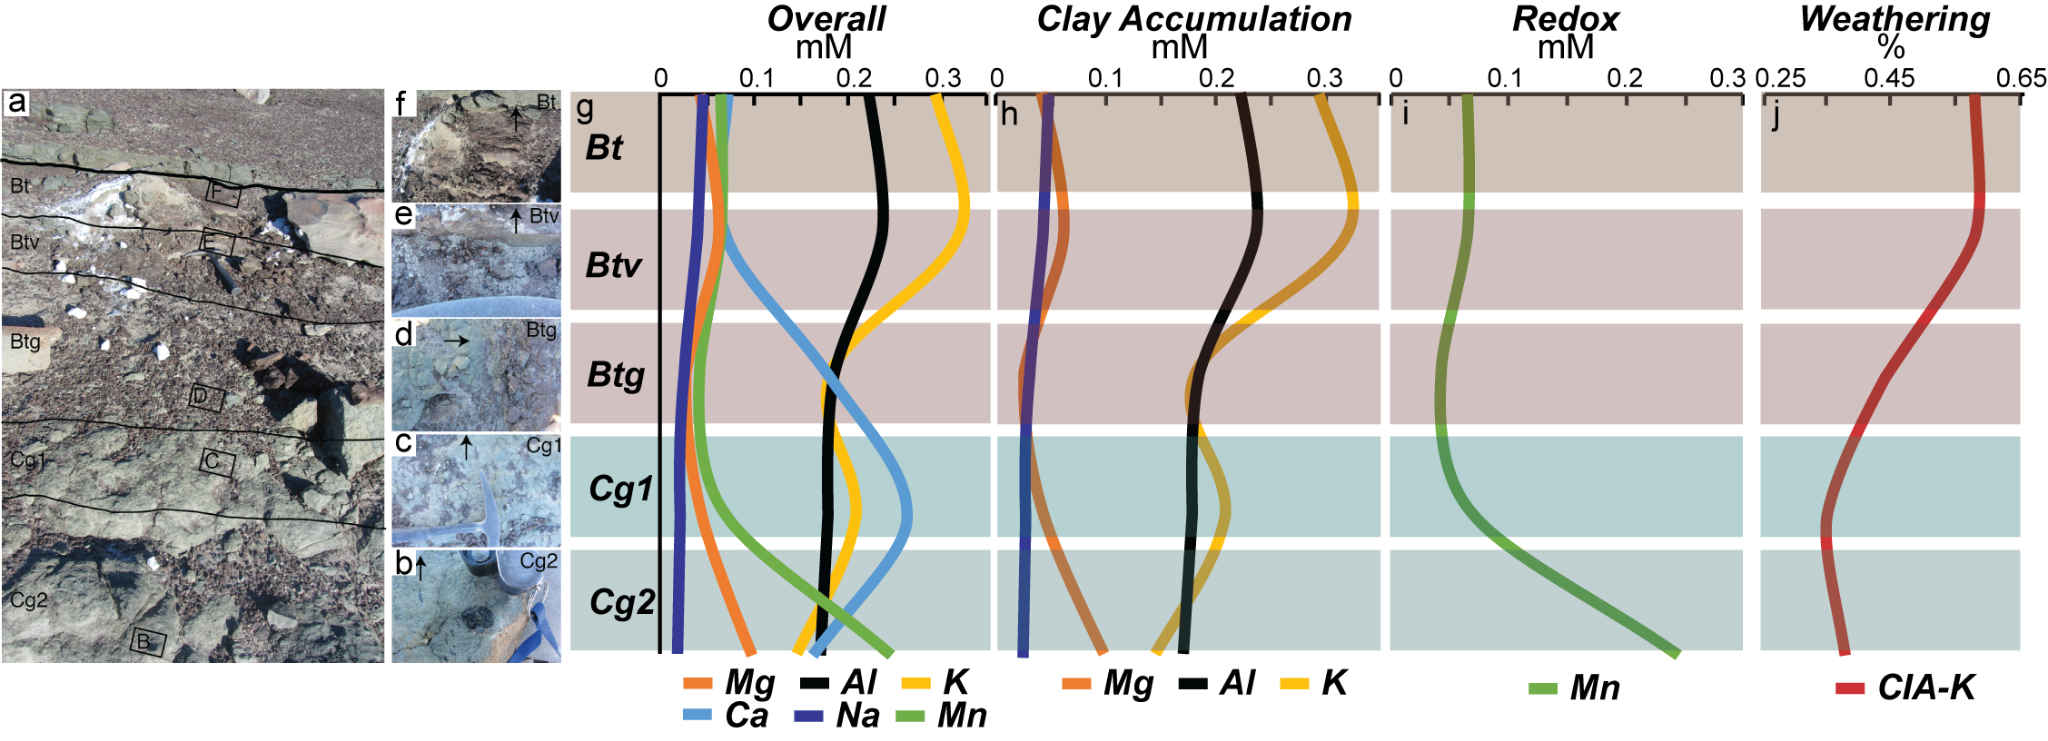 Overall
mM
0 0.1 0.2 0.3
Clay Accumulation
mM
0 0.1 0.2 0.3
Redox
mM
0 0.1 0.2 0.3
Weathering
%
0.25 0.45 0.65
a
Bt
F
Btv
E
Btg
D
Cg1
C
Cg2
B
f
Bt
e
Btv
d
Btg
c
Cg1
b
Cg2
g
h
i
j
Bt
Btv
Btg
Cg1
Cg2
Mg Al K
Ca Na Mn
Mg Al K
Mn
CIA-K